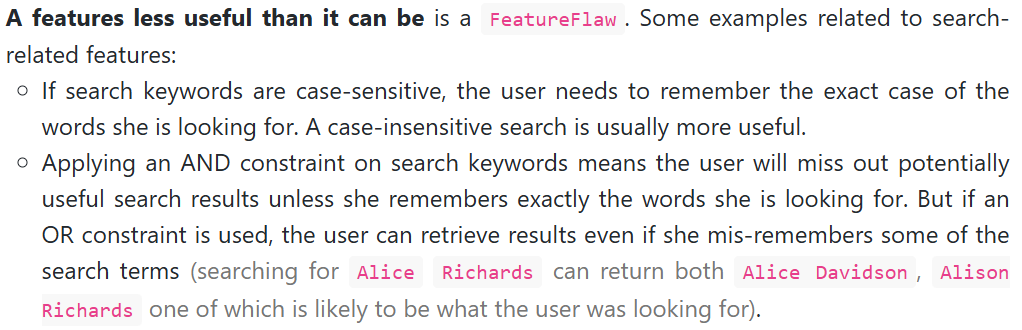 A features less useful than it can be is a FeatureFlaw. Some examples related to search-
related features:
○ If search keywords are case-sensitive, the user needs to remember the exact case of the
words she is looking for. A case-insensitive search is usually more useful.
○ Applying an AND constraint on search keywords means the user will miss out potentially
useful search results unless she remembers exactly the words she is looking for. But if an
OR constraint is used, the user can retrieve results even if she mis-remembers some of the
search terms (searching for Alice Richards can return both Alice Davidson, Alison
Richards one of which is likely to be what the user was looking for).